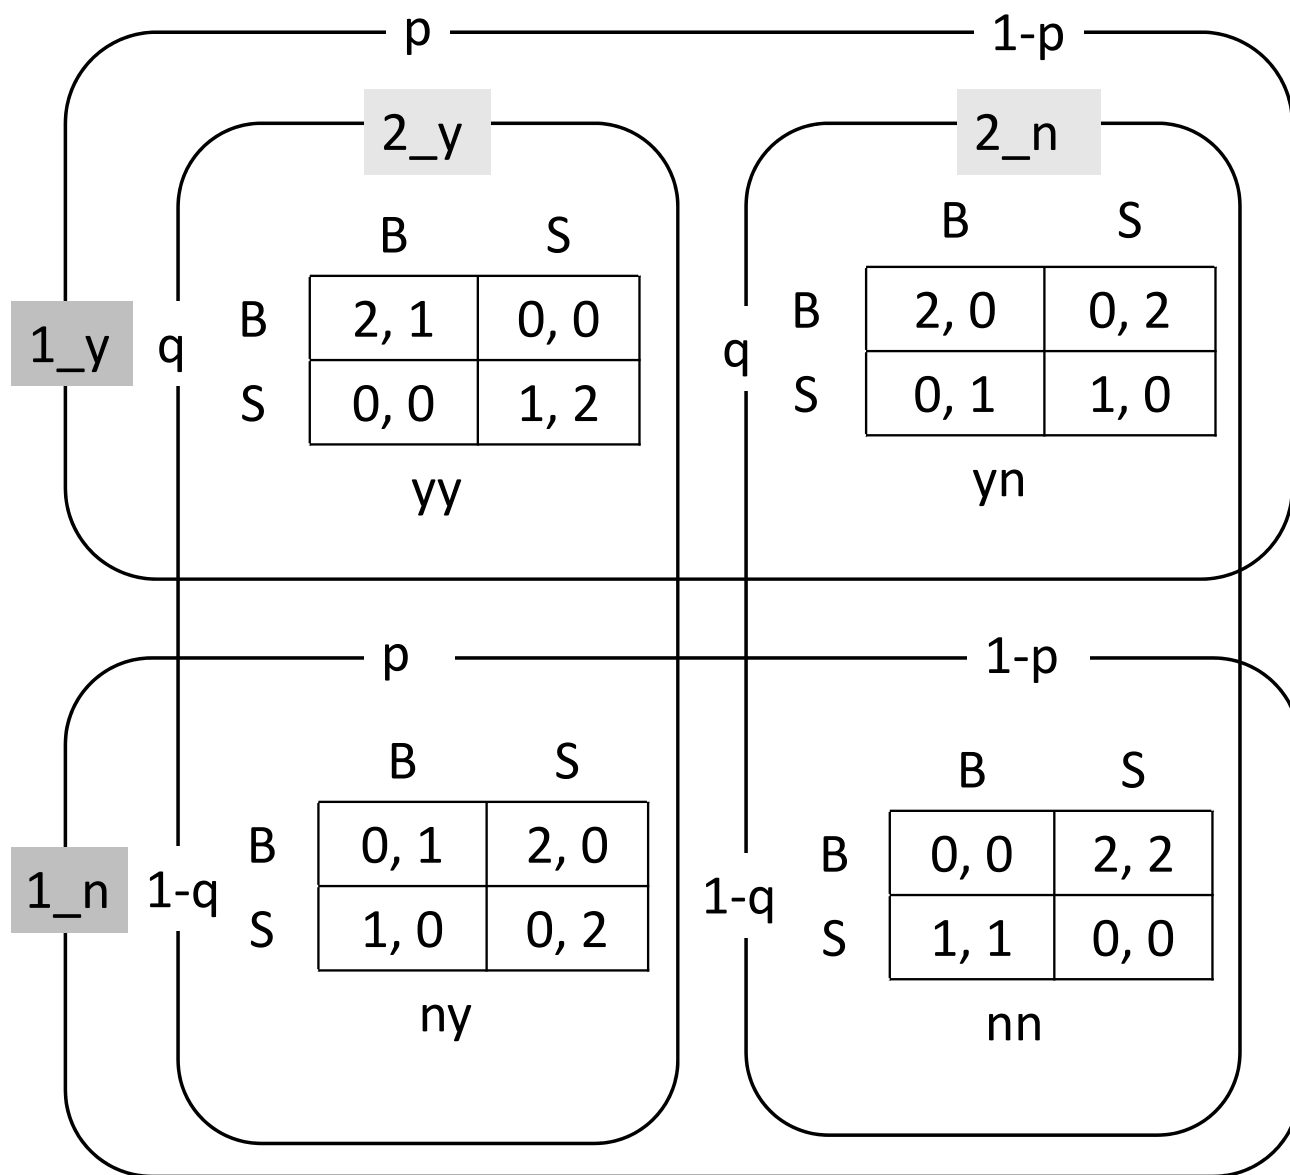 p 1-p
2_y 2_n
B S B S
1_y q B 2, 1 0, 0 q B 2, 0 0, 2
S 0, 0 1, 2 S 0, 1 1, 0
yy yn
p 1-p
B S B S
B 0, 1 2, 0 B 0, 0 2, 2
1_n 1-q S 1, 0 0, 2 1-q S 1, 1 0, 0
ny nn